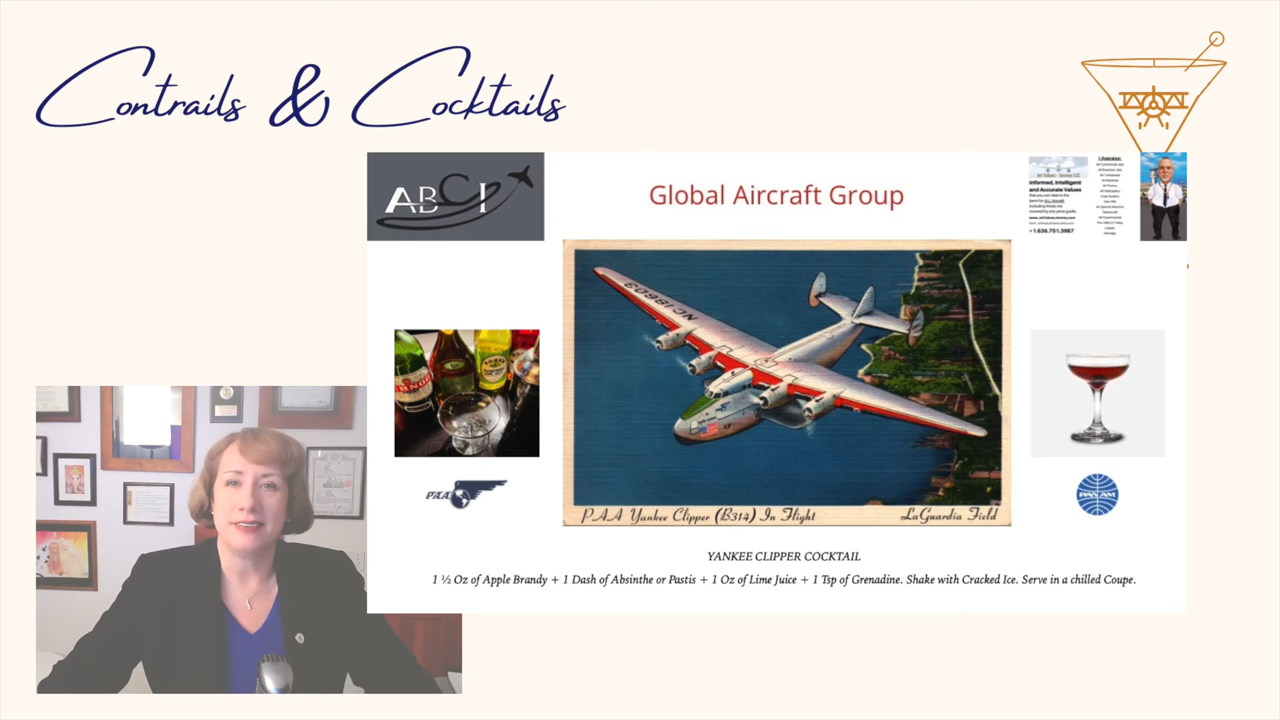 Contrails & Cocktails
ABCI
Global Aircraft Group
Informed, Intelligent
and Accurate Values
+1.636.751.3987
NC18603
PAA Yankee Clipper (B314) In Flight
LaGuardia Field
PAA
PAN AM
YANKEE CLIPPER COCKTAIL
1 ½ Oz of Apple Brandy + 1 Dash of Absinthe or Pastis + 1 Oz of Lime Juice + 1 Tsp of Grenadine. Shake with Cracked Ice. Serve in a chilled Coupe.